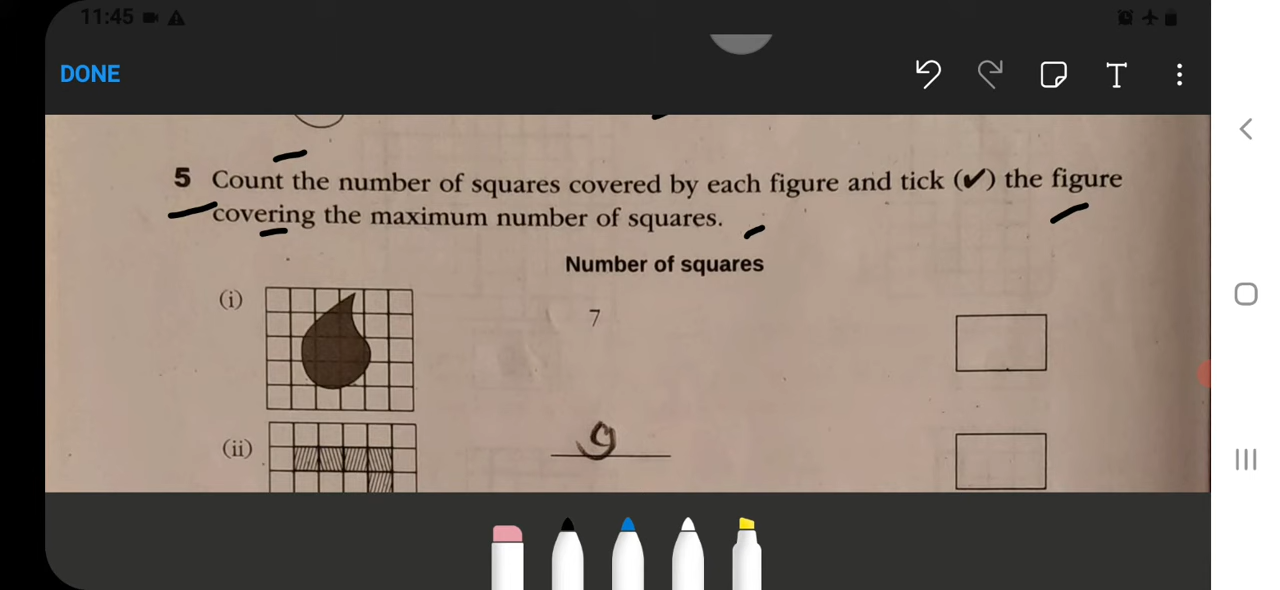 11:45
DONE
T
5 Count the number of squares covered by each figure and tick (✔) the figure
covering the maximum number of squares.
Number of squares
(i) 7
(ii) 9